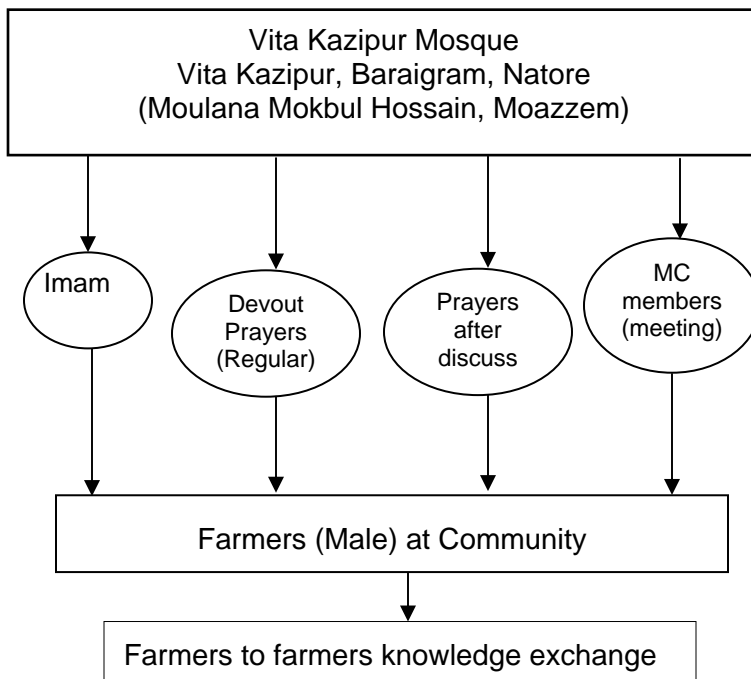 Vita Kazipur Mosque
Vita Kazipur, Baraigram, Natore
(Moulana Mokbul Hossain, Moazzem)
Imam
Devout
Prayers
(Regular)
Prayers
after
discuss
MC
members
(meeting)
Farmers (Male) at Community
Farmers to farmers knowledge exchange